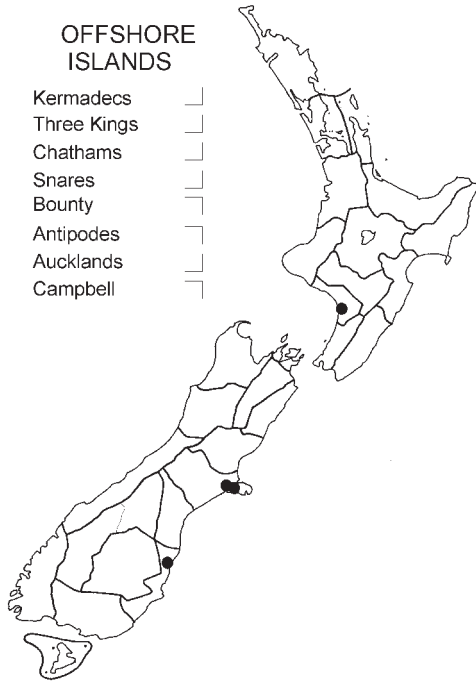 OFFSHORE
ISLANDS
Kermadecs
Three Kings
Chathams
Snares
Bounty
Antipodes
Aucklands
Campbell